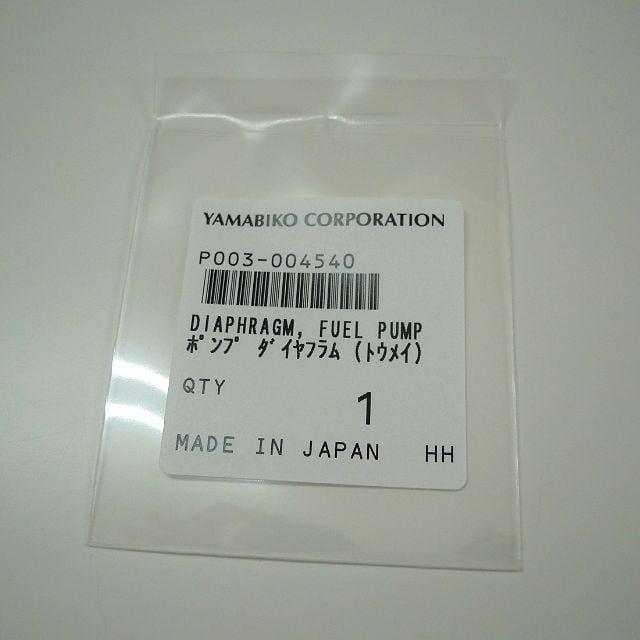 YAMABIKO CORPORATION
P003-004540
DIAPHRAGM, FUEL PUMP
ﾎﾟﾝﾌﾟ ﾀﾞｲﾔﾌﾗﾑ (ﾄｳﾒｲ)
QTY 1
MADE IN JAPAN HH